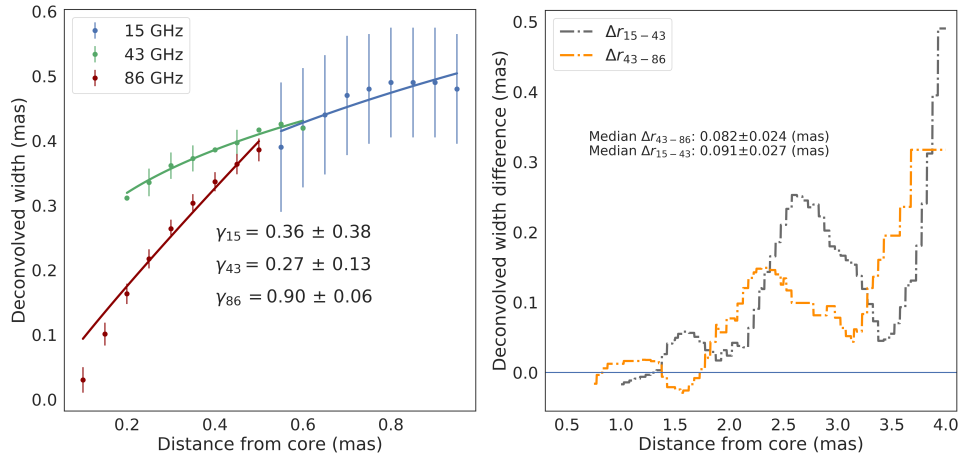 15 GHz
43 GHz
86 GHz
γ15 = 0.36 ± 0.38
γ43 = 0.27 ± 0.13
γ86 = 0.90 ± 0.06
Deconvolved width (mas)
0.6
0.5
0.4
0.3
0.2
0.1
0.0
0.2 0.4 0.6 0.8
Distance from core (mas)
Δr15−43
Δr43−86
Median Δr43−86: 0.082±0.024 (mas)
Median Δr15−43: 0.091±0.027 (mas)
Deconvolved width difference (mas)
0.5
0.4
0.3
0.2
0.1
0.0
0.5 1.0 1.5 2.0 2.5 3.0 3.5 4.0
Distance from core (mas)